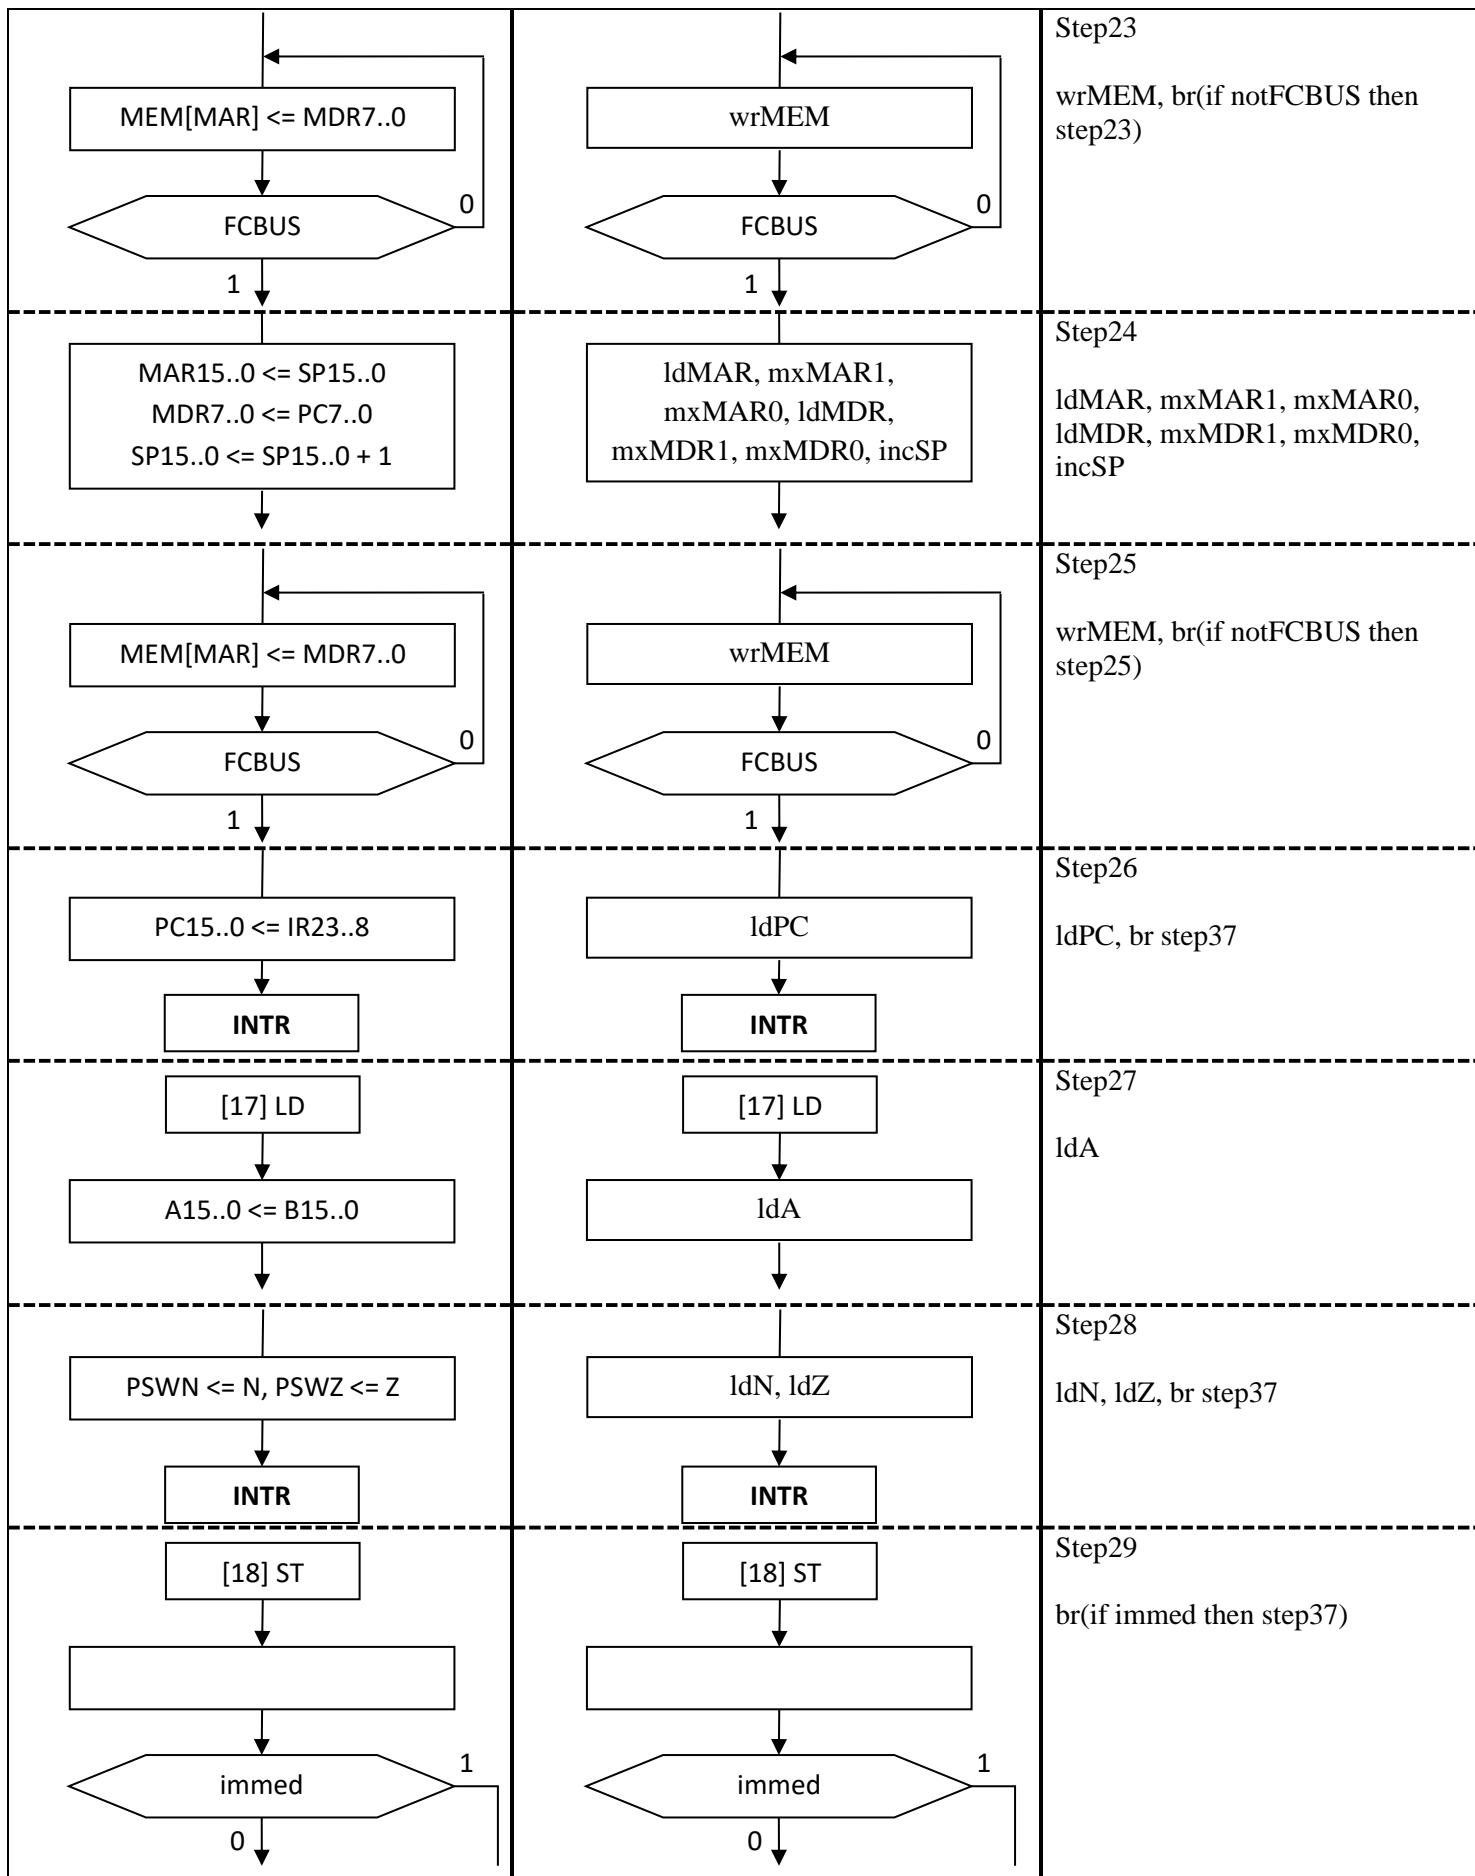 MEM[MAR] <= MDR7..0
FCBUS
0
1
wrMEM
FCBUS
0
1
Step23
wrMEM, br(if notFCBUS then
step23)
MAR15..0 <= SP15..0
MDR7..0 <= PC7..0
SP15..0 <= SP15..0 + 1
ldMAR, mxMAR1,
mxMAR0, ldMDR,
mxMDR1, mxMDR0, incSP
Step24
ldMAR, mxMAR1, mxMAR0,
ldMDR, mxMDR1, mxMDR0,
incSP
MEM[MAR] <= MDR7..0
FCBUS
0
1
wrMEM
FCBUS
0
1
Step25
wrMEM, br(if notFCBUS then
step25)
PC15..0 <= IR23..8
INTR
ldPC
INTR
Step26
ldPC, br step37
[17] LD
A15..0 <= B15..0
[17] LD
ldA
Step27
ldA
PSWN <= N, PSWZ <= Z
INTR
ldN, ldZ
INTR
Step28
ldN, ldZ, br step37
[18] ST
immed
1
0
[18] ST
immed
1
0
Step29
br(if immed then step37)